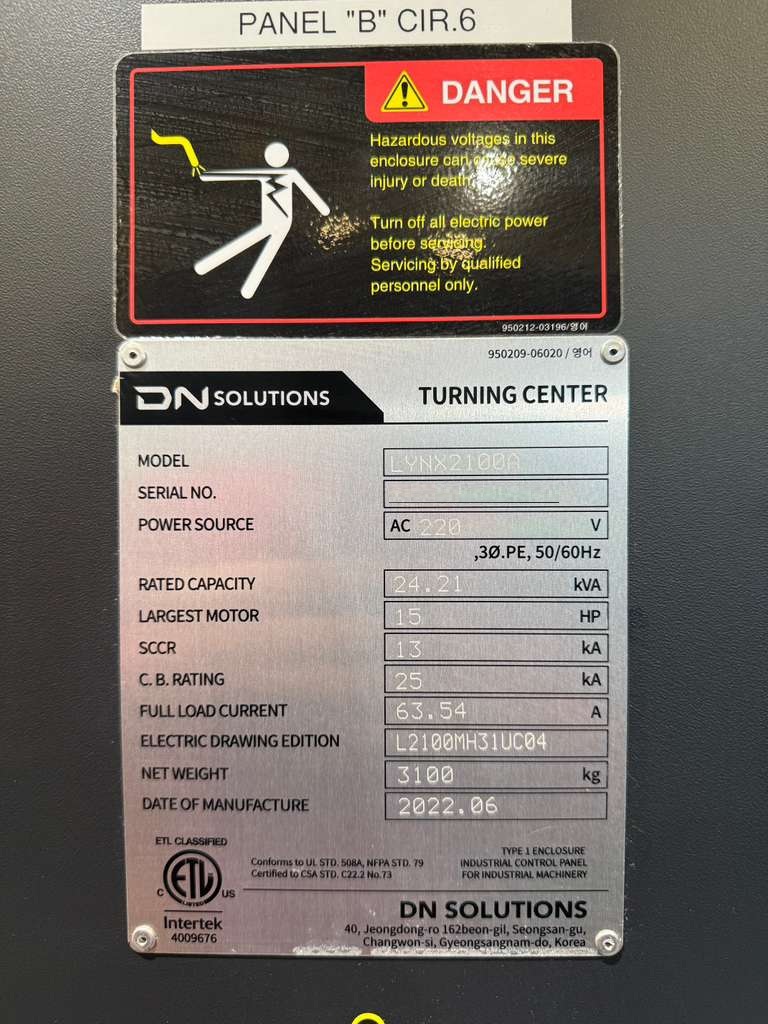 PANEL "B" CIR.6
DANGER
Hazardous voltages in this
enclosure can cause severe
injury or death.
Turn off all electric power
before servicing.
Servicing by qualified
personnel only.
950212-03196/영어
950209-06020 / 영어
DN SOLUTIONS
TURNING CENTER
MODEL LYNX2100A
SERIAL NO.
POWER SOURCE AC 220 V
,3Ø.PE, 50/60Hz
RATED CAPACITY 24.21 kVA
LARGEST MOTOR 15 HP
SCCR 13 kA
C. B. RATING 25 kA
FULL LOAD CURRENT 63.54 A
ELECTRIC DRAWING EDITION L2100MH31UC04
NET WEIGHT 3100 kg
DATE OF MANUFACTURE 2022.06
ETL CLASSIFIED
C ETL US
LISTED
Intertek
4009676
Conforms to UL STD. 508A, NFPA STD. 79
Certified to CSA STD. C22.2 No.73
TYPE 1 ENCLOSURE
INDUSTRIAL CONTROL PANEL
FOR INDUSTRIAL MACHINERY
DN SOLUTIONS
40, Jeongdong-ro 162beon-gil, Seongsan-gu,
Changwon-si, Gyeongsangnam-do, Korea